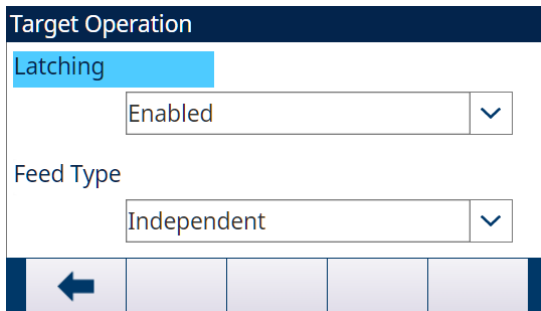 Target Operation
Latching
Enabled
Feed Type
Independent